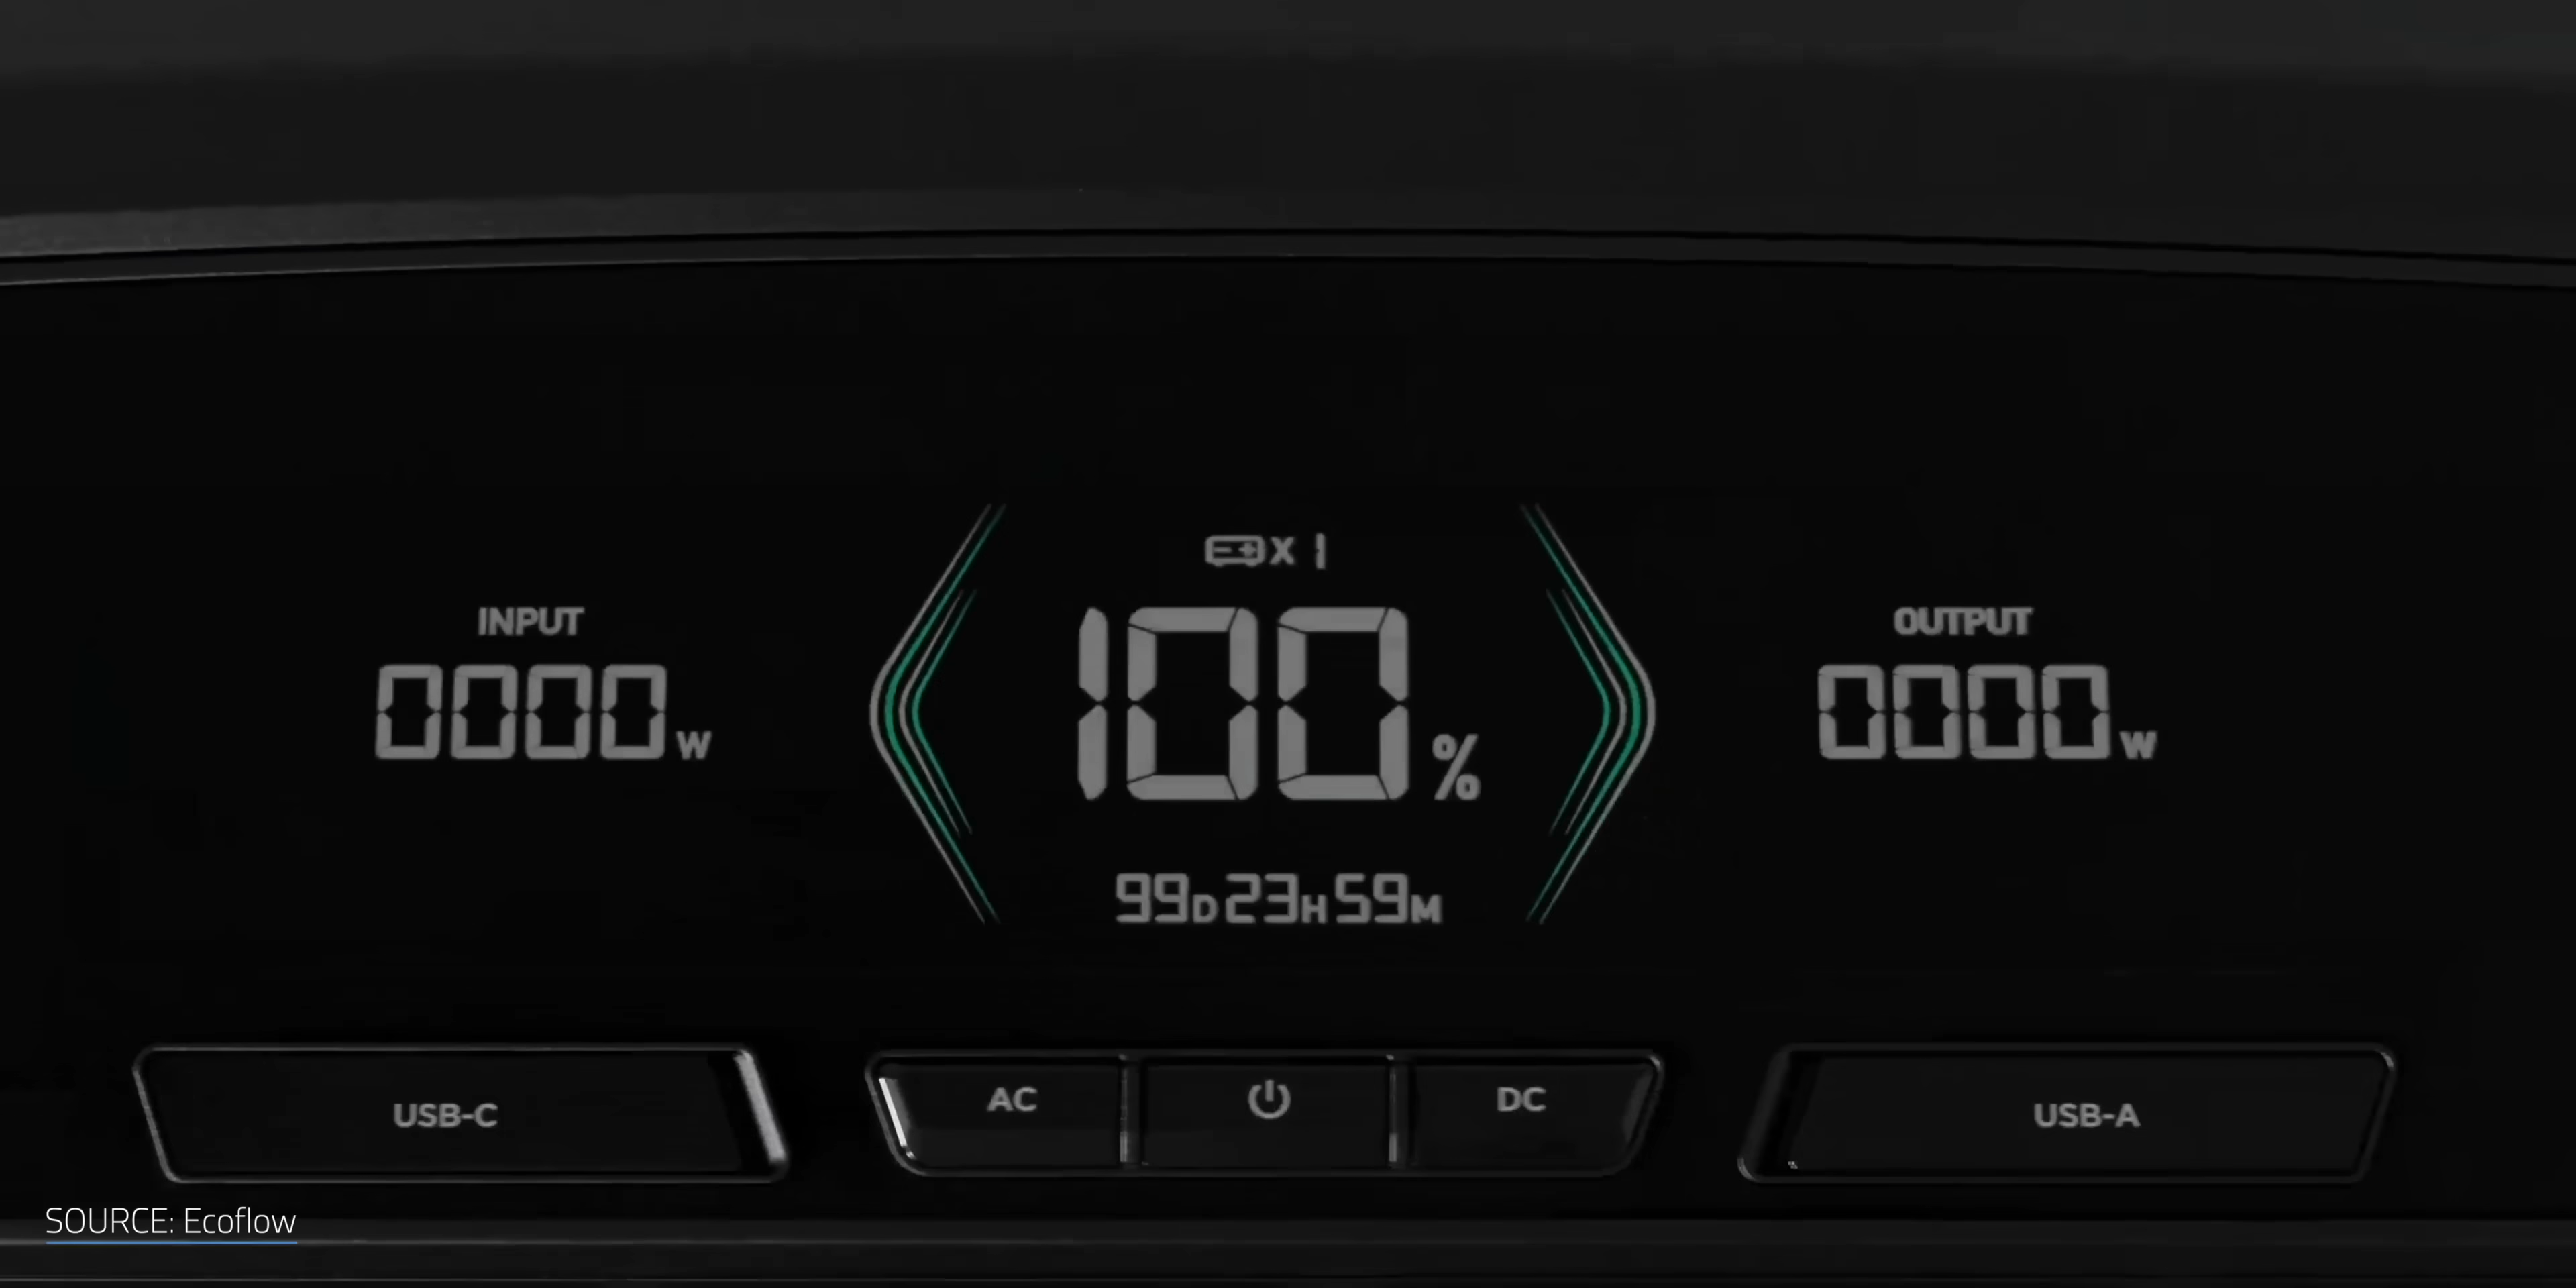 X 1
INPUT
0000W
100%
OUTPUT
0000W
99D23H59M
USB-C
AC
DC
USB-A
SOURCE: Ecoflow